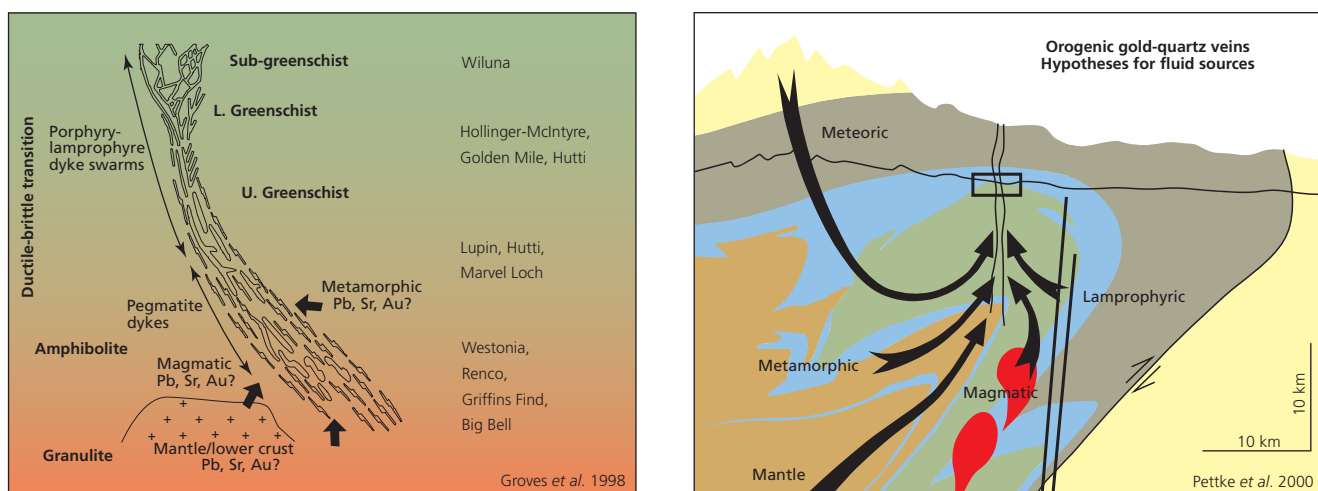 Ductile-brittle transition
Sub-greenschist
Wiluna
L. Greenschist
Porphyry-
lamprophyre
dyke swarms
Hollinger-McIntyre,
Golden Mile, Hutti
U. Greenschist
Lupin, Hutti,
Marvel Loch
Metamorphic
Pb, Sr, Au?
Pegmatite
dykes
Amphibolite
Magmatic
Pb, Sr, Au?
Westonia,
Renco,
Griffins Find,
Big Bell
Granulite
Mantle/lower crust
Pb, Sr, Au?
Groves et al. 1998
Orogenic gold-quartz veins
Hypotheses for fluid sources
Meteoric
Lamprophyric
Metamorphic
Magmatic
Mantle
10 km
10 km
Pettke et al. 2000